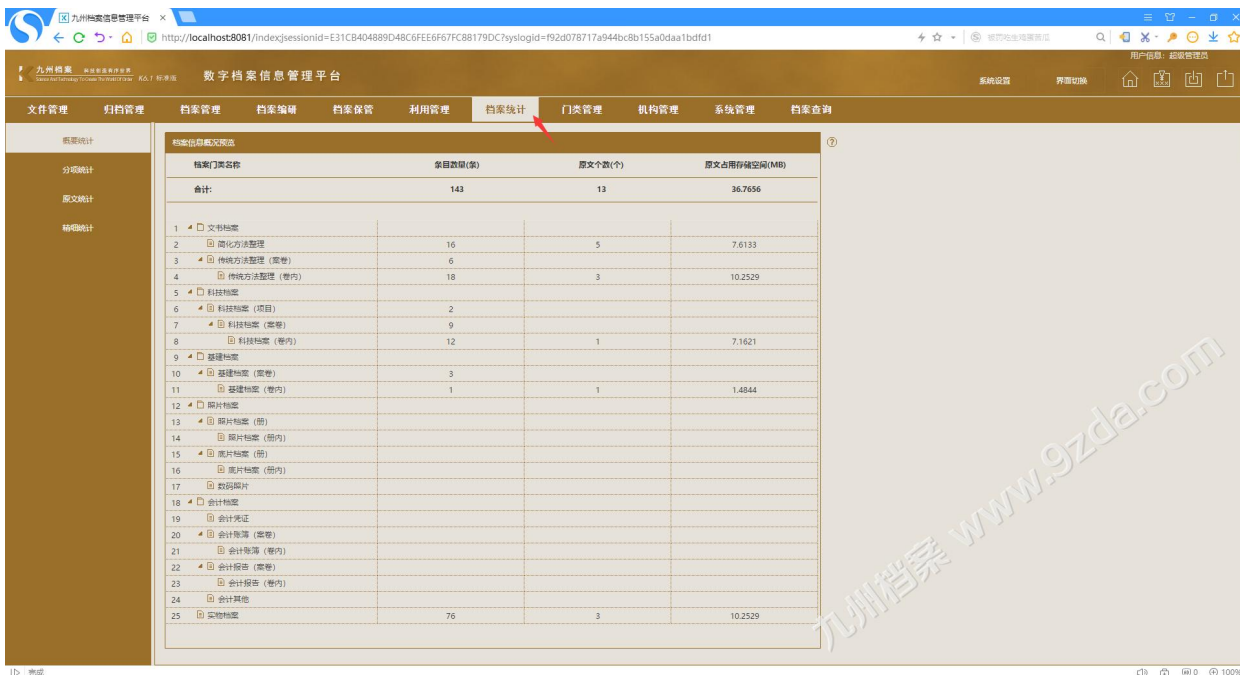 九州档案信息管理平台
http://localhost:8081/index;jsessionid=E31CB404889D48C6FEE6F67FC88179DC?syslogid=f92d078717a944bc8b155a0daa1bdfd1
用户信息: 超级管理员
九州档案 科技创造有序世界
K6.1 标准版
数字档案信息管理平台
系统设置 界面切换
文件管理 归档管理 档案管理 档案编研 档案保管 利用管理 档案统计 门类管理 机构管理 系统管理 档案查询
概要统计
分项统计
原文统计
精细统计
档案信息概况预览
档案门类名称 条目数量(条) 原文个数(个) 原文占用存储空间(MB)
合计: 143 13 36.7656
1 文书档案
2 简化方法整理 16 5 7.6133
3 传统方法整理（案卷） 6
4 传统方法整理（卷内） 18 3 10.2529
5 科技档案
6 科技档案（项目） 2
7 科技档案（案卷） 9
8 科技档案（卷内） 12 1 7.1621
9 基建档案
10 基建档案（案卷） 3
11 基建档案（卷内） 1 1 1.4844
12 照片档案
13 照片档案（册）
14 照片档案（册内）
15 底片档案（册）
16 底片档案（册内）
17 数码照片
18 会计档案
19 会计凭证
20 会计账簿（案卷）
21 会计账簿（卷内）
22 会计报告（案卷）
23 会计报告（卷内）
24 会计其他
25 实物档案 76 3 10.2529
九州档案 www.9zda.com
完成
0 100%